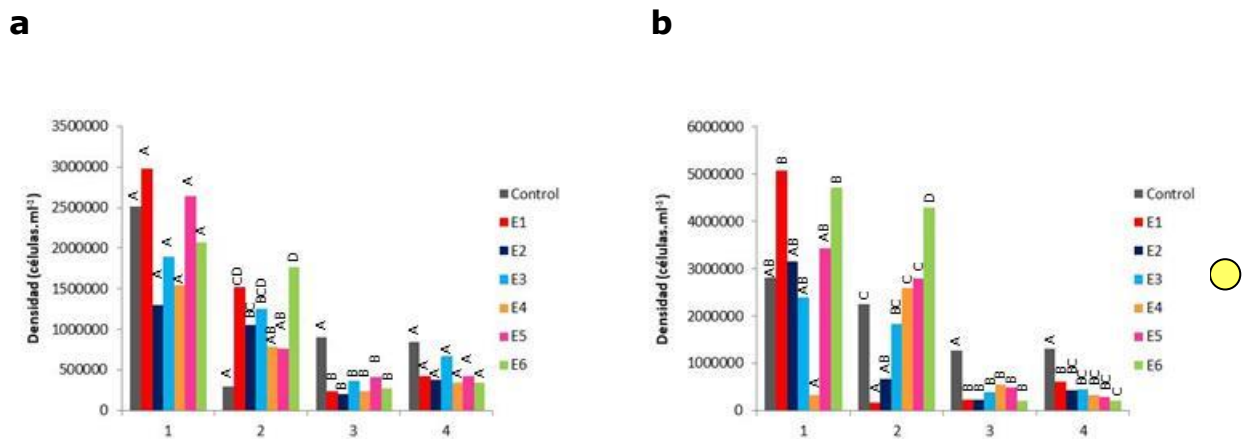 a
b
3500000
3000000
2500000
2000000
1500000
1000000
500000
0
Densidad (células.ml⁻¹)
A A A A A A A
A CD BC BCD AB AB D
A B B B B B B
A A A A A A A
1 2 3 4
Control
E1
E2
E3
E4
E5
E6
6000000
5000000
4000000
3000000
2000000
1000000
0
Densidad (células.ml⁻¹)
AB B AB AB A AB B
C A AB BC C C D
A B B B B B B
A B BC BC BC BC C
1 2 3 4
Control
E1
E2
E3
E4
E5
E6